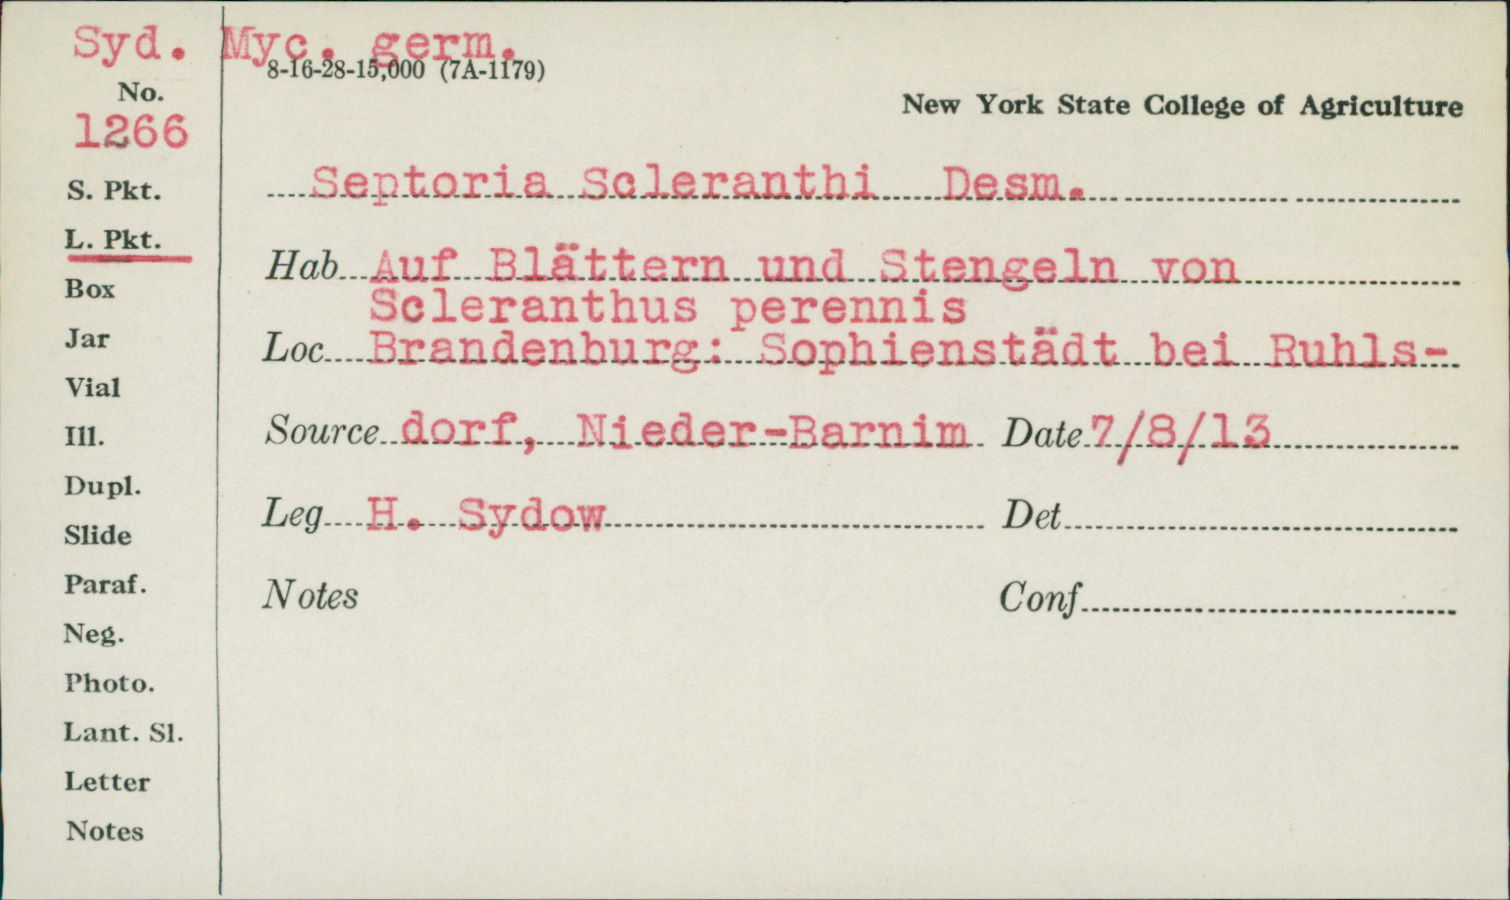 Syd. Myc. germ.
8-16-28-15,000 (7A-1179)
No.
New York State College of Agriculture
1266
S. Pkt.
Septoria Scleranthi Desm.
L. Pkt.
Hab Auf Blättern und Stengeln von
Box
Scleranthus perennis
Jar
Loc Brandenburg: Sophienstädt bei Ruhls-
Vial
Ill.
Source dorf, Nieder-Barnim Date 7/8/13
Dupl.
Leg H. Sydow Det
Slide
Paraf.
Notes Conf
Neg.
Photo.
Lant. Sl.
Letter
Notes